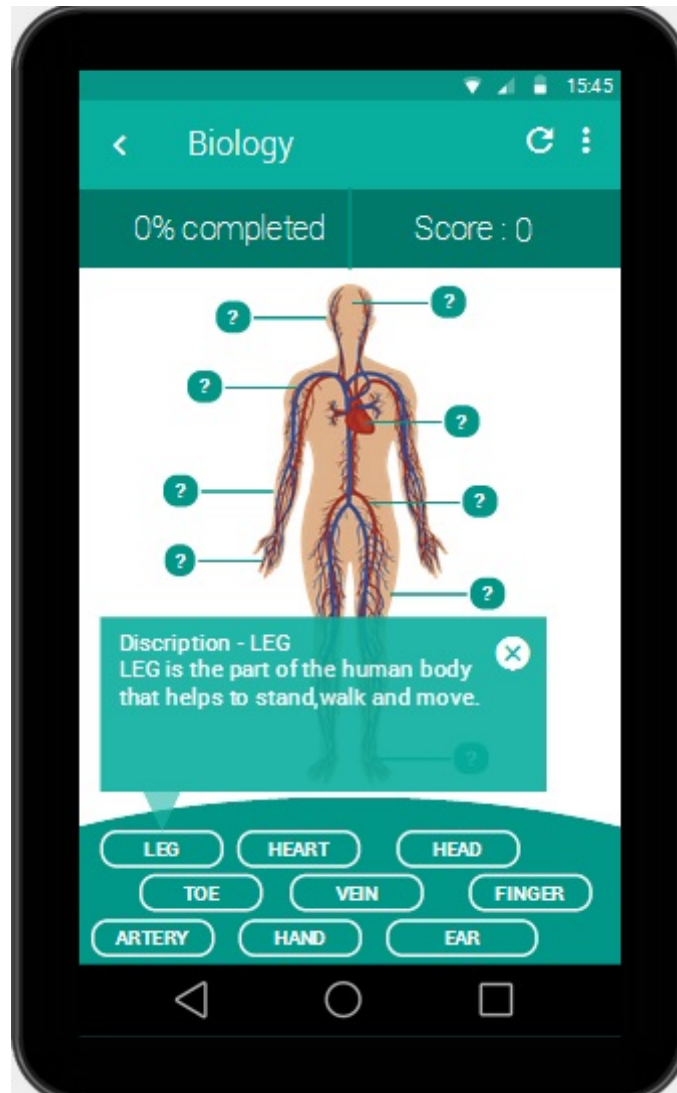 15:45
Biology
0% completed
Score : 0
?
?
?
?
?
?
?
?
Discription - LEG
LEG is the part of the human body
that helps to stand,walk and move.
?
LEG
HEART
HEAD
TOE
VEIN
FINGER
ARTERY
HAND
EAR